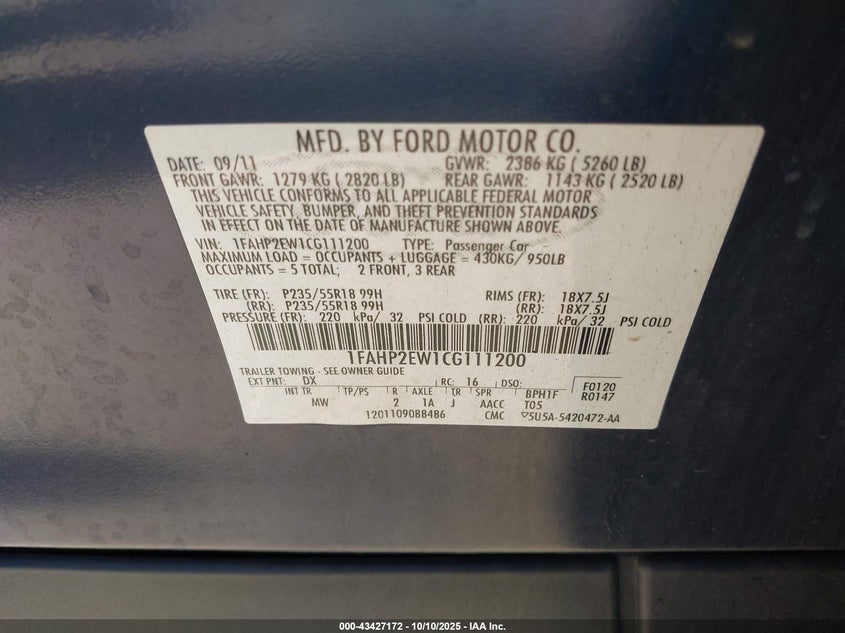 MFD. BY FORD MOTOR CO.
DATE: 09/11 GVWR: 2386 KG ( 5260 LB)
FRONT GAWR: 1279 KG ( 2820 LB) REAR GAWR: 1143 KG ( 2520 LB)
THIS VEHICLE CONFORMS TO ALL APPLICABLE FEDERAL MOTOR
VEHICLE SAFETY, BUMPER, AND THEFT PREVENTION STANDARDS
IN EFFECT ON THE DATE OF MANUFACTURE SHOWN ABOVE.
VIN: 1FAHP2EW1CG111200 TYPE: Passenger Car
MAXIMUM LOAD = OCCUPANTS + LUGGAGE = 430KG/ 950LB
OCCUPANTS = 5 TOTAL; 2 FRONT, 3 REAR
TIRE (FR): P235/55R18 99H RIMS (FR): 18X7.5J
(RR): P235/55R18 99H (RR): 18X7.5J
PRESSURE (FR): 220 kPa/ 32 PSI COLD (RR): 220 kPa/ 32 PSI COLD
1FAHP2EW1CG111200
TRAILER TOWING - SEE OWNER GUIDE
EXT PNT: DX RC: 16 DSO: F0120
INT TR TP/PS R AXLE TR SPR BPH1F R0147
MW 2 1A J AACC T05
1201109088486 CMC 5U5A-5420472-AA
000-43427172 - 10/10/2025 - IAA Inc.